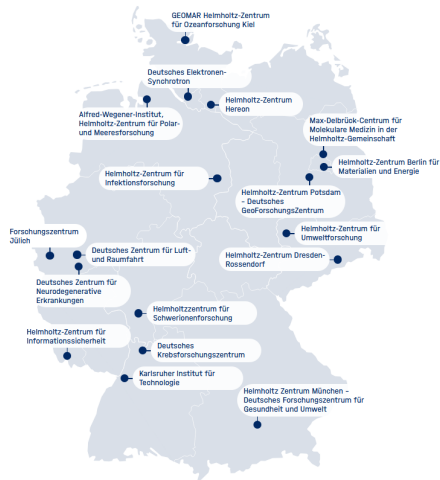 GEOMAR Helmholtz-Zentrum
für Ozeanforschung Kiel
Deutsches Elektronen-
Synchrotron
Helmholtz-Zentrum
Hereon
Alfred-Wegener-Institut,
Helmholtz-Zentrum für Polar-
und Meeresforschung
Max-Delbrück-Centrum für
Molekulare Medizin in der
Helmholtz-Gemeinschaft
Helmholtz-Zentrum Berlin für
Materialien und Energie
Helmholtz-Zentrum für
Infektionsforschung
Helmholtz-Zentrum Potsdam
– Deutsches
GeoForschungsZentrum
Helmholtz-Zentrum für
Umweltforschung
Forschungszentrum
Jülich
Deutsches Zentrum für Luft-
und Raumfahrt
Helmholtz-Zentrum Dresden-
Rossendorf
Deutsches Zentrum für
Neurodegenerative
Erkrankungen
Helmholtzzentrum für
Schwerionenforschung
Helmholtz-Zentrum für
Informationssicherheit
Deutsches
Krebsforschungszentrum
Karlsruher Institut für
Technologie
Helmholtz Zentrum München –
Deutsches Forschungszentrum für
Gesundheit und Umwelt